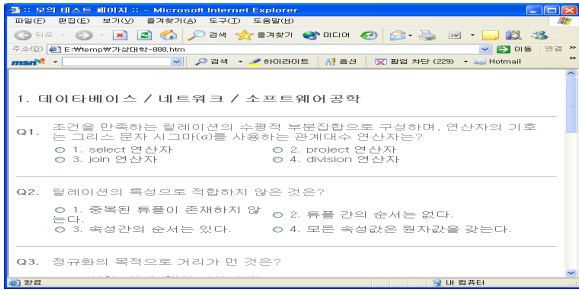 :: 모의 테스트 페이지 :: - Microsoft Internet Explorer
파일(F) 편집(E) 보기(V) 즐겨찾기(A) 도구(T) 도움말(H)
뒤로 검색 즐겨찾기 미디어
주소(D) E:\temp\가상대학-888.htm 이동 연결 »
msn 검색 하이라이트 옵션 팝업 차단 (229) Hotmail »
1. 데이타베이스 / 네트워크 / 소프트웨어공학
Q1. 조건을 만족하는 릴레이션의 수평적 부분집합으로 구성하며, 연산자의 기호
는 그리스 문자 시그마(σ)를 사용하는 관계대수 연산자는?
1. select 연산자 2. project 연산자
3. join 연산자 4. division 연산자
Q2. 릴레이션의 특성으로 적합하지 않은 것은?
1. 중복된 튜플이 존재하지 않
는다. 2. 튜플 간의 순서는 없다.
3. 속성간의 순서는 있다. 4. 모든 속성값은 원자값을 갖는다.
Q3. 정규화의 목적으로 거리가 먼 것은?
완료 내 컴퓨터